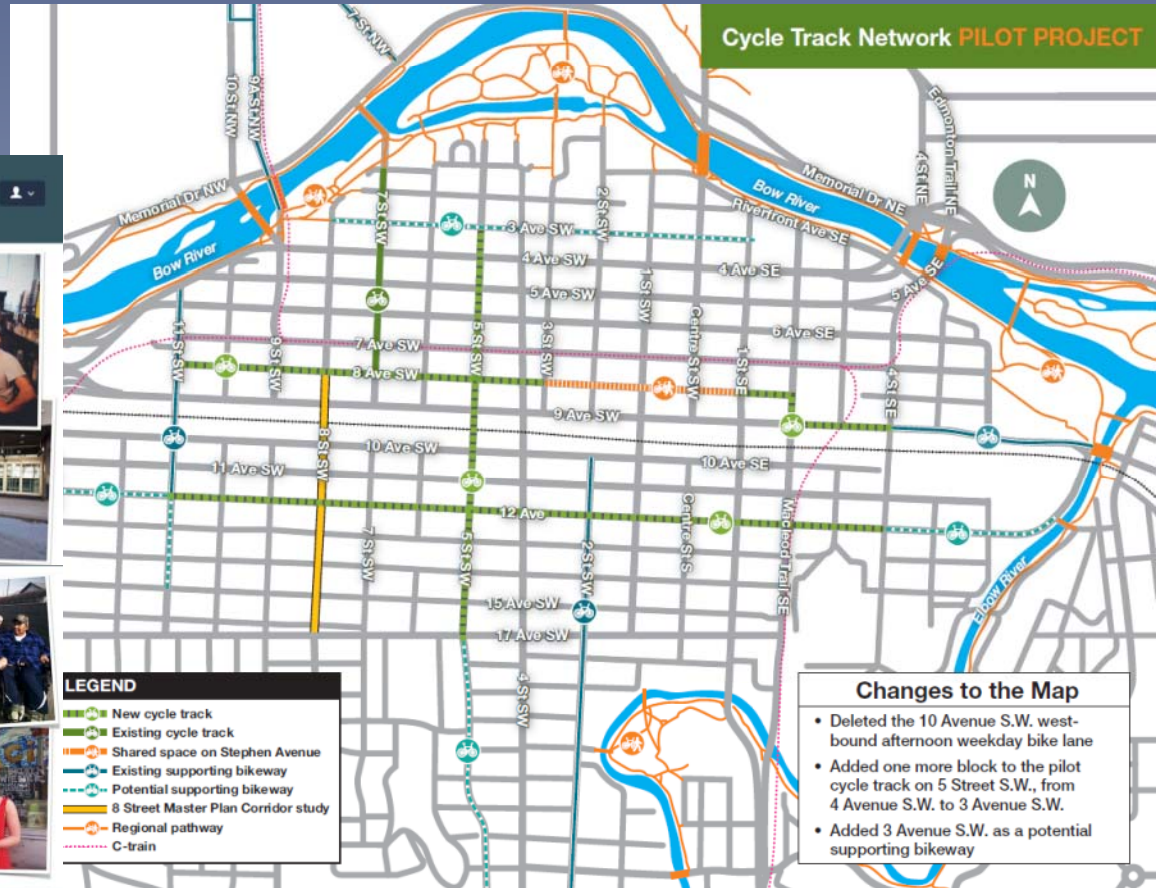 Cycle Track Network PILOT PROJECT
7 St NW
10 St NW
9A St NW
Edmonton Trail NE
4 St NE
Memorial Dr NW
Memorial Dr NE
N
Bow River
Riverfront Ave SE
Bow River
7 St SW
2 St SW
3 Ave SW
4 Ave SW
4 Ave SE
5 Ave SW
5 Ave SE
1 St SW
Centre St SW
6 Ave SE
11 St SW
9 St SW
5 St SW
3 St SW
1 St SE
4 St SE
7 Ave SW
8 Ave SW
9 Ave SW
8 St SW
10 Ave SW
10 Ave SE
11 Ave SW
12 Ave
7 St SW
5 St SW
2 St SW
Centre S S
Macleod Trail SE
Elbow River
15 Ave SW
17 Ave SW
4 St SW
LEGEND
New cycle track
Existing cycle track
Shared space on Stephen Avenue
Existing supporting bikeway
Potential supporting bikeway
8 Street Master Plan Corridor study
Regional pathway
C-train
Changes to the Map
• Deleted the 10 Avenue S.W. west-
bound afternoon weekday bike lane
• Added one more block to the pilot
cycle track on 5 Street S.W., from
4 Avenue S.W. to 3 Avenue S.W.
• Added 3 Avenue S.W. as a potential
supporting bikeway